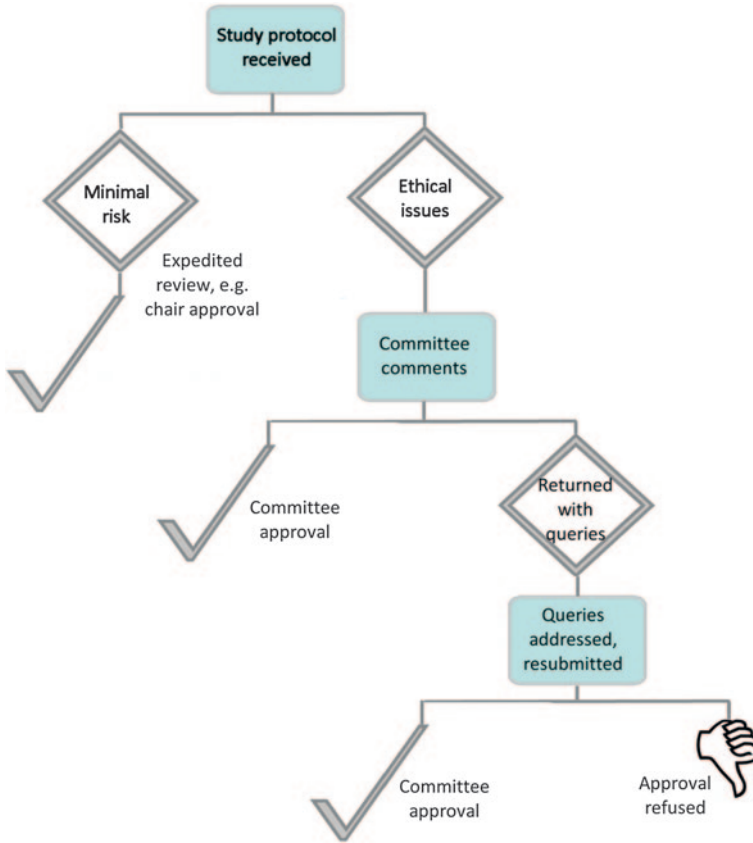 Study protocol
received
Minimal
risk
Ethical
issues
Expedited
review, e.g.
chair approval
Committee
comments
Committee
approval
Returned
with
queries
Queries
addressed,
resubmitted
Committee
approval
Approval
refused